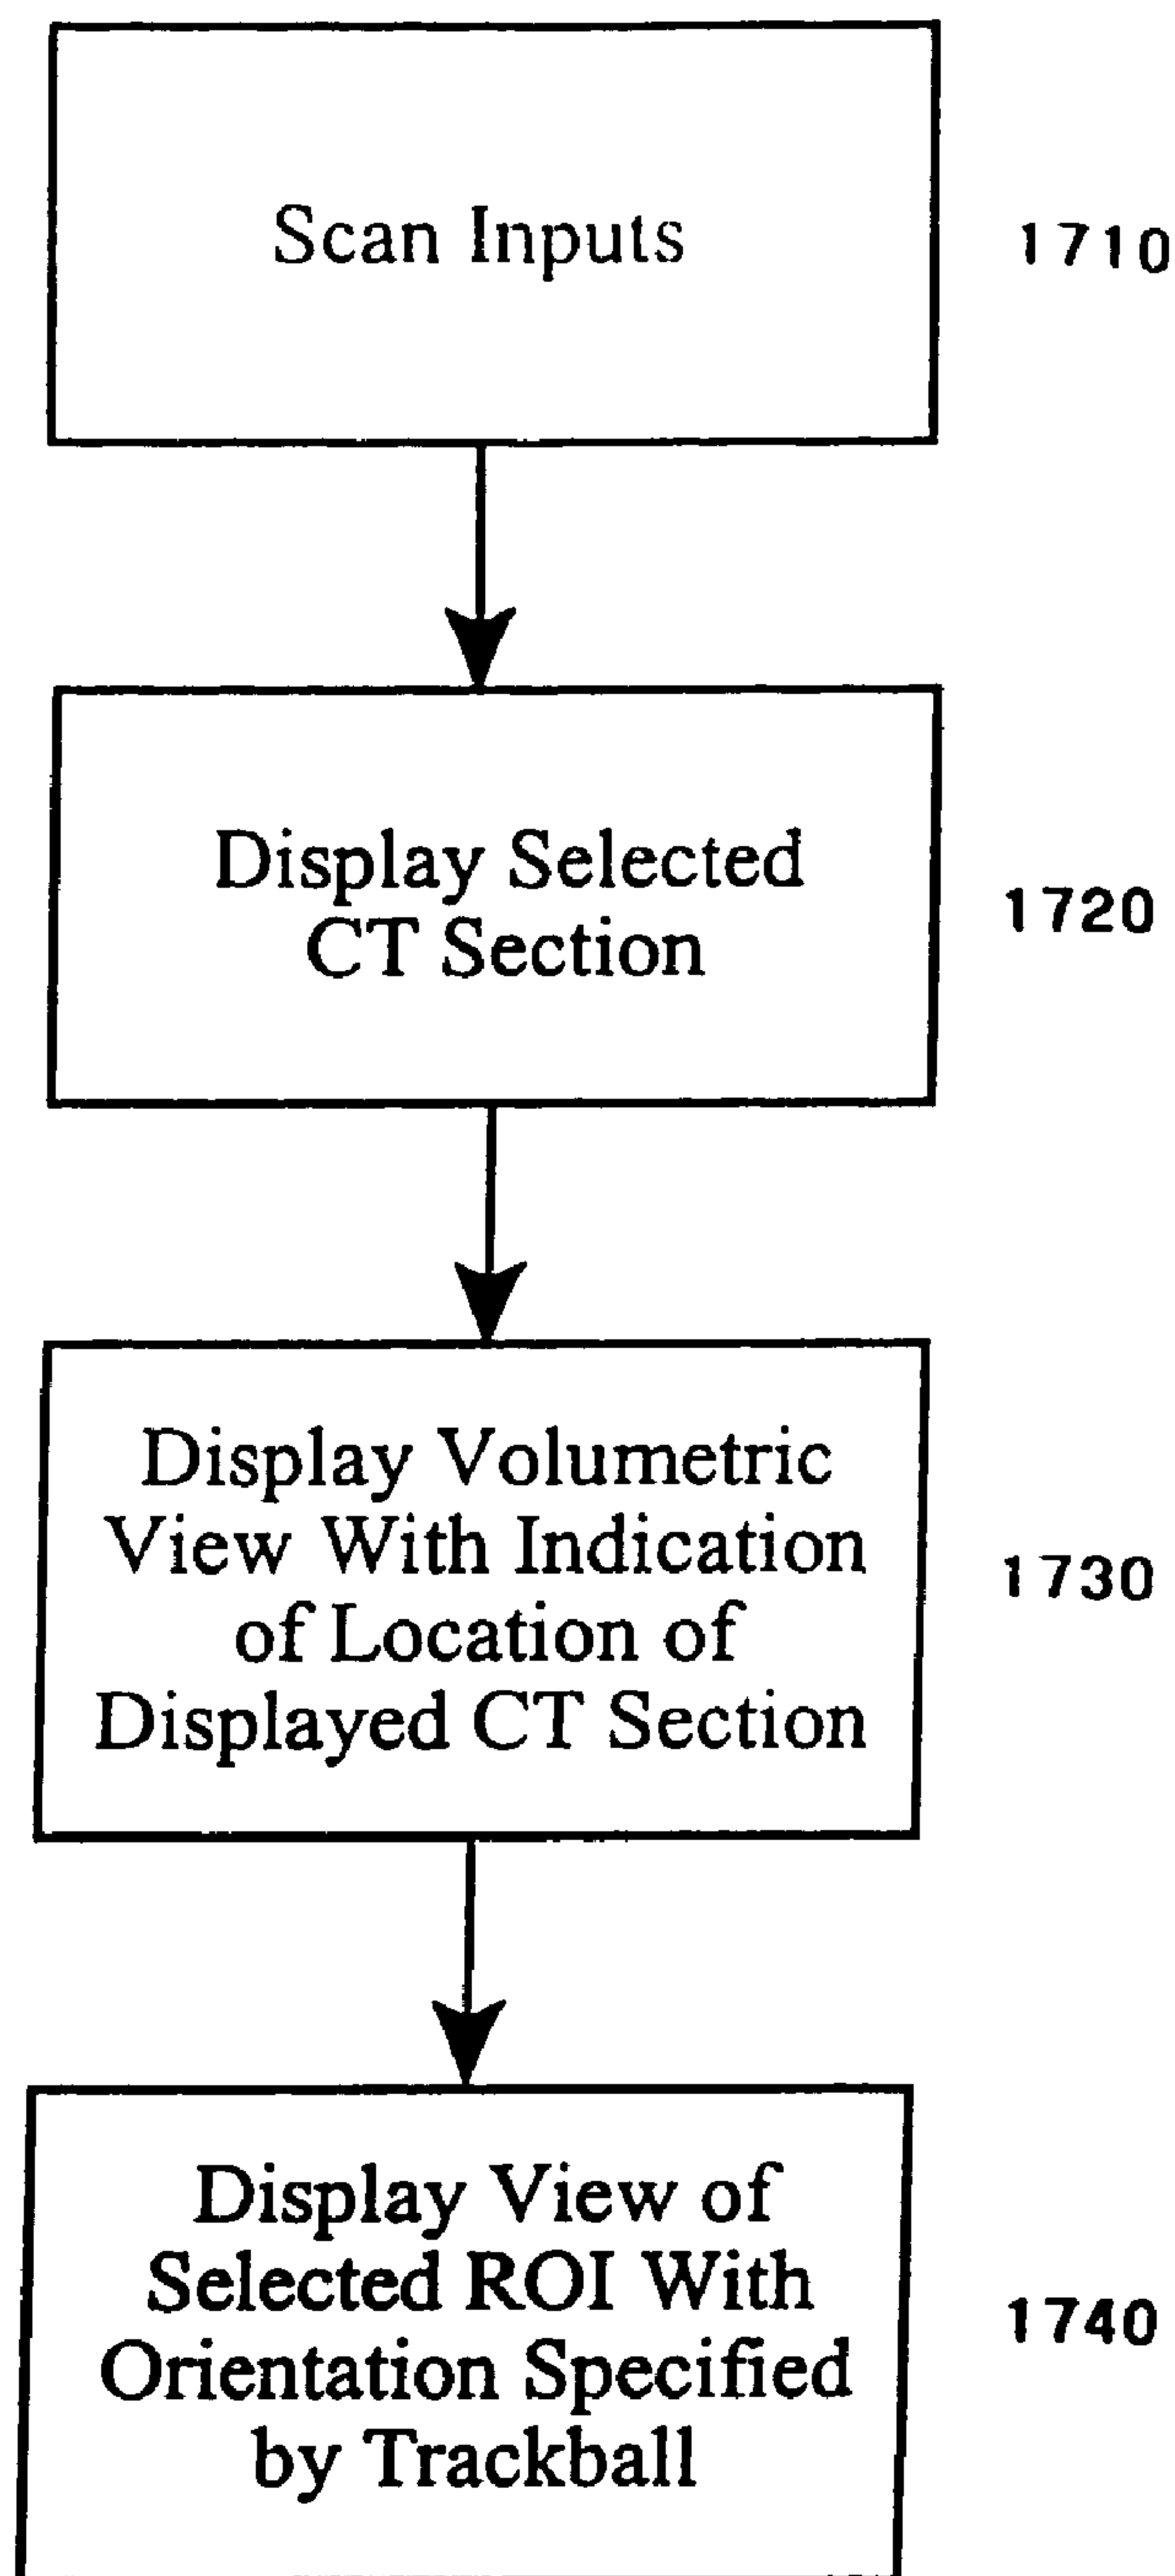 Scan Inputs
1710
Display Selected
CT Section
1720
Display Volumetric
View With Indication
of Location of
Displayed CT Section
1730
Display View of
Selected ROI With
Orientation Specified
by Trackball
1740